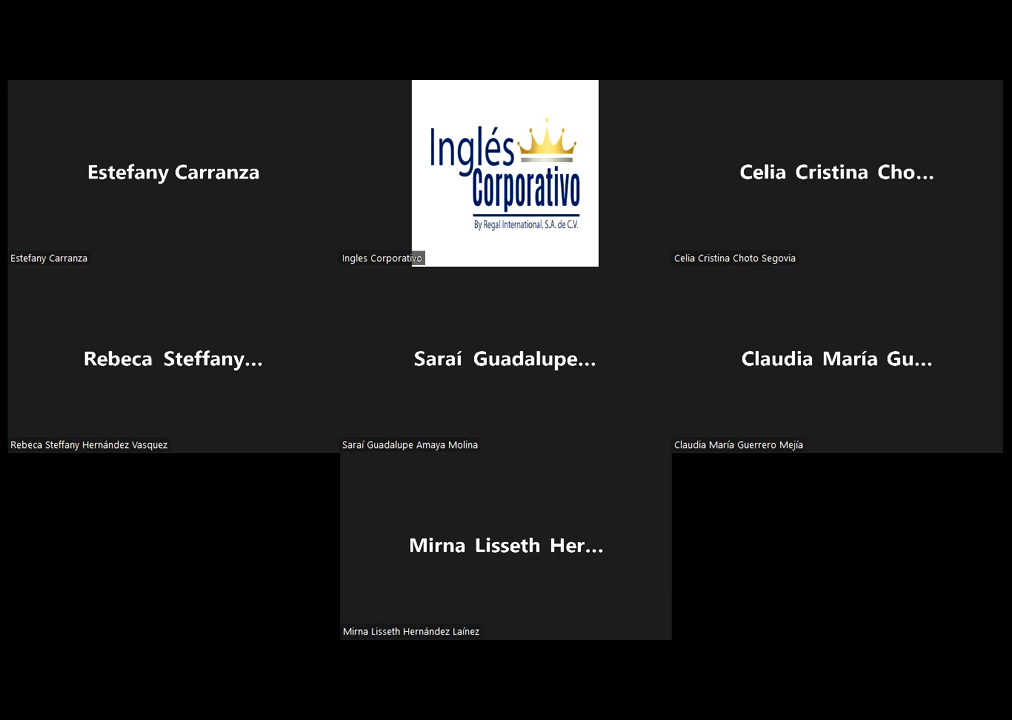 Estefany Carranza
Inglés
Corporativo
By Regal International, S.A. de C.V.
Celia Cristina Cho...
Estefany Carranza
Ingles Corporativo
Celia Cristina Choto Segovia
Rebeca Steffany...
Saraí Guadalupe...
Claudia María Gu...
Rebeca Steffany Hernández Vasquez
Saraí Guadalupe Amaya Molina
Claudia María Guerrero Mejía
Mirna Lisseth Her...
Mirna Lisseth Hernández Laínez